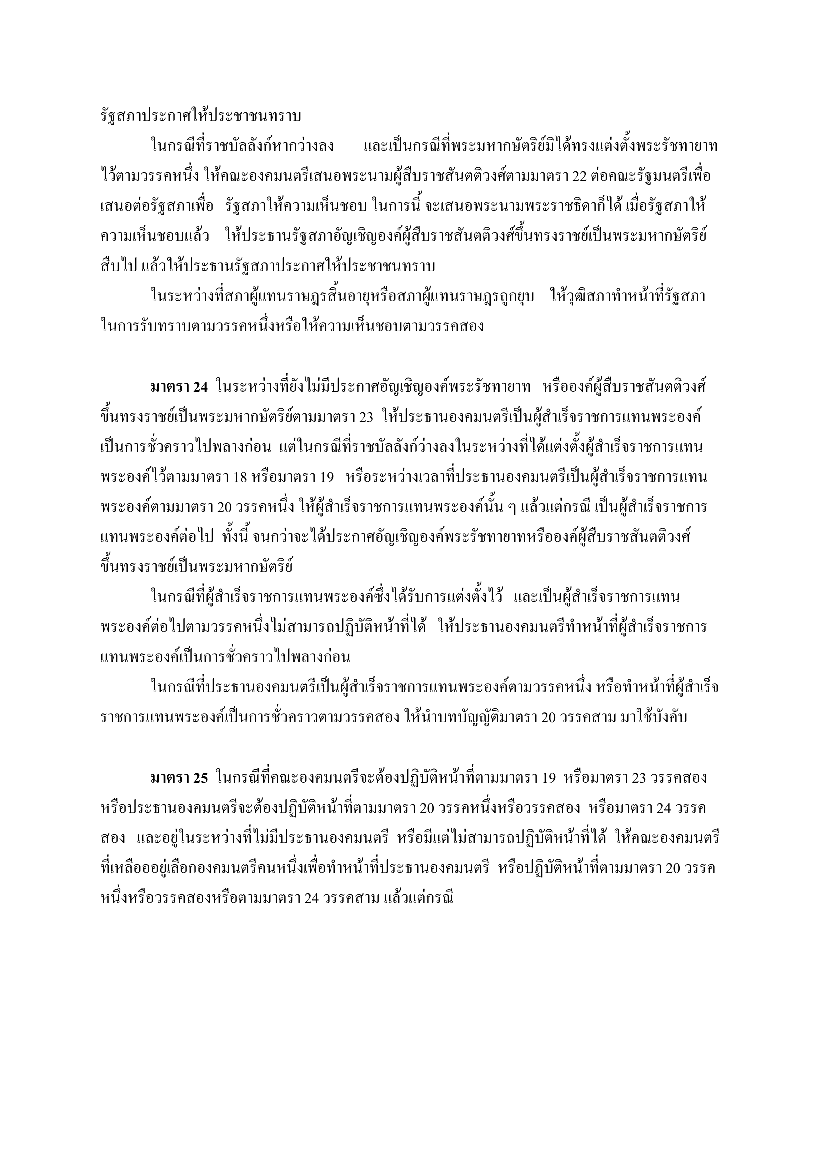 รัฐสภาประกาศให้ประชาชนทราบ
ในกรณีที่ราชบัลลังก์หากว่างลง และเป็นกรณีที่พระมหากษัตริย์มิได้ทรงแต่งตั้งพระรัชทายาท
ไว้ตามวรรคหนึ่ง ให้คณะองคมนตรีเสนอพระนามผู้สืบราชสันตติวงศ์ตามมาตรา 22 ต่อคณะรัฐมนตรีเพื่อ
เสนอต่อรัฐสภาเพื่อ รัฐสภาให้ความเห็นชอบ ในการนี้ จะเสนอพระนามพระราชธิดาก็ได้ เมื่อรัฐสภาให้
ความเห็นชอบแล้ว ให้ประธานรัฐสภาอัญเชิญองค์ผู้สืบราชสันตติวงศ์ขึ้นทรงราชย์เป็นพระมหากษัตริย์
สืบไป แล้วให้ประธานรัฐสภาประกาศให้ประชาชนทราบ
ในระหว่างที่สภาผู้แทนราษฎรสิ้นอายุหรือสภาผู้แทนราษฎรถูกยุบ ให้วุฒิสภาทำหน้าที่รัฐสภา
ในการรับทราบตามวรรคหนึ่งหรือให้ความเห็นชอบตามวรรคสอง
มาตรา 24 ในระหว่างที่ยังไม่มีประกาศอัญเชิญองค์พระรัชทายาท หรือองค์ผู้สืบราชสันตติวงศ์
ขึ้นทรงราชย์เป็นพระมหากษัตริย์ตามมาตรา 23 ให้ประธานองคมนตรีเป็นผู้สำเร็จราชการแทนพระองค์
เป็นการชั่วคราวไปพลางก่อน แต่ในกรณีที่ราชบัลลังก์ว่างลงในระหว่างที่ได้แต่งตั้งผู้สำเร็จราชการแทน
พระองค์ไว้ตามมาตรา 18 หรือมาตรา 19 หรือระหว่างเวลาที่ประธานองคมนตรีเป็นผู้สำเร็จราชการแทน
พระองค์ตามมาตรา 20 วรรคหนึ่ง ให้ผู้สำเร็จราชการแทนพระองค์นั้น ๆ แล้วแต่กรณี เป็นผู้สำเร็จราชการ
แทนพระองค์ต่อไป ทั้งนี้ จนกว่าจะได้ประกาศอัญเชิญองค์พระรัชทายาทหรือองค์ผู้สืบราชสันตติวงศ์
ขึ้นทรงราชย์เป็นพระมหากษัตริย์
ในกรณีที่ผู้สำเร็จราชการแทนพระองค์ซึ่งได้รับการแต่งตั้งไว้ และเป็นผู้สำเร็จราชการแทน
พระองค์ต่อไปตามวรรคหนึ่งไม่สามารถปฏิบัติหน้าที่ได้ ให้ประธานองคมนตรีทำหน้าที่ผู้สำเร็จราชการ
แทนพระองค์เป็นการชั่วคราวไปพลางก่อน
ในกรณีที่ประธานองคมนตรีเป็นผู้สำเร็จราชการแทนพระองค์ตามวรรคหนึ่ง หรือทำหน้าที่ผู้สำเร็จ
ราชการแทนพระองค์เป็นการชั่วคราวตามวรรคสอง ให้นำบทบัญญัติมาตรา 20 วรรคสาม มาใช้บังคับ
มาตรา 25 ในกรณีที่คณะองคมนตรีจะต้องปฏิบัติหน้าที่ตามมาตรา 19 หรือมาตรา 23 วรรคสอง
หรือประธานองคมนตรีจะต้องปฏิบัติหน้าที่ตามมาตรา 20 วรรคหนึ่งหรือวรรคสอง หรือมาตรา 24 วรรค
สอง และอยู่ในระหว่างที่ไม่มีประธานองคมนตรี หรือมีแต่ไม่สามารถปฏิบัติหน้าที่ได้ ให้คณะองคมนตรี
ที่เหลือออยู่เลือกองคมนตรีคนหนึ่งเพื่อทำหน้าที่ประธานองคมนตรี หรือปฏิบัติหน้าที่ตามมาตรา 20 วรรค
หนึ่งหรือวรรคสองหรือตามมาตรา 24 วรรคสาม แล้วแต่กรณี